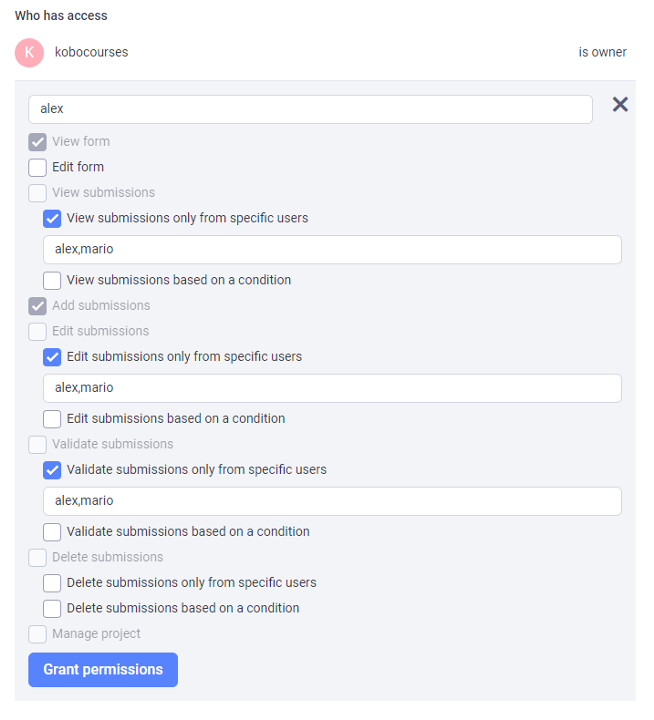 Who has access
K kobocourses is owner
alex
View form
Edit form
View submissions
View submissions only from specific users
alex,mario
View submissions based on a condition
Add submissions
Edit submissions
Edit submissions only from specific users
alex,mario
Edit submissions based on a condition
Validate submissions
Validate submissions only from specific users
alex,mario
Validate submissions based on a condition
Delete submissions
Delete submissions only from specific users
Delete submissions based on a condition
Manage project
Grant permissions